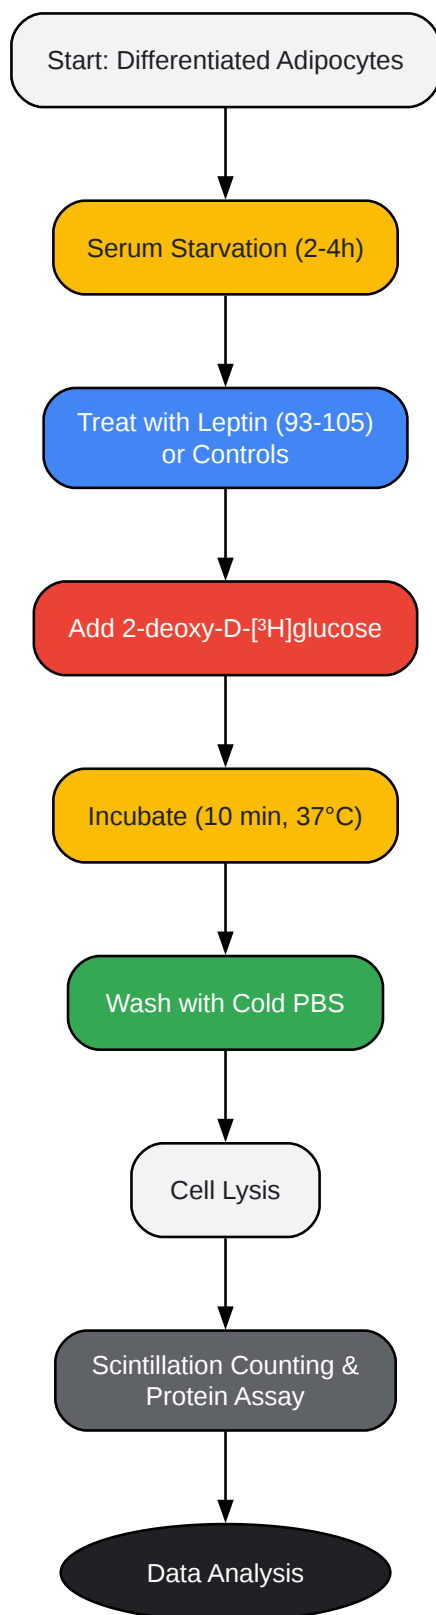 Start: Differentiated Adipocytes
Serum Starvation (2-4h)
Treat with Leptin (93-105)
or Controls
Add 2-deoxy-D-[³H]glucose
Incubate (10 min, 37°C)
Wash with Cold PBS
Cell Lysis
Scintillation Counting &
Protein Assay
Data Analysis